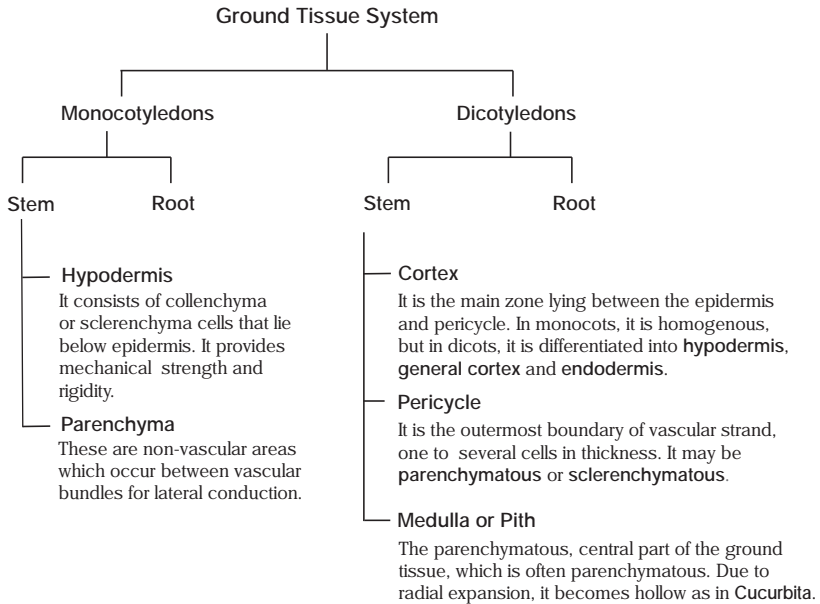 Ground Tissue System
Monocotyledons
Dicotyledons
Stem
Root
Stem
Root
Hypodermis
It consists of collenchyma
or sclerenchyma cells that lie
below epidermis. It provides
mechanical strength and
rigidity.
Parenchyma
These are non-vascular areas
which occur between vascular
bundles for lateral conduction.
Cortex
It is the main zone lying between the epidermis
and pericycle. In monocots, it is homogenous,
but in dicots, it is differentiated into hypodermis,
general cortex and endodermis.
Pericycle
It is the outermost boundary of vascular strand,
one to several cells in thickness. It may be
parenchymatous or sclerenchymatous.
Medulla or Pith
The parenchymatous, central part of the ground
tissue, which is often parenchymatous. Due to
radial expansion, it becomes hollow as in Cucurbita.